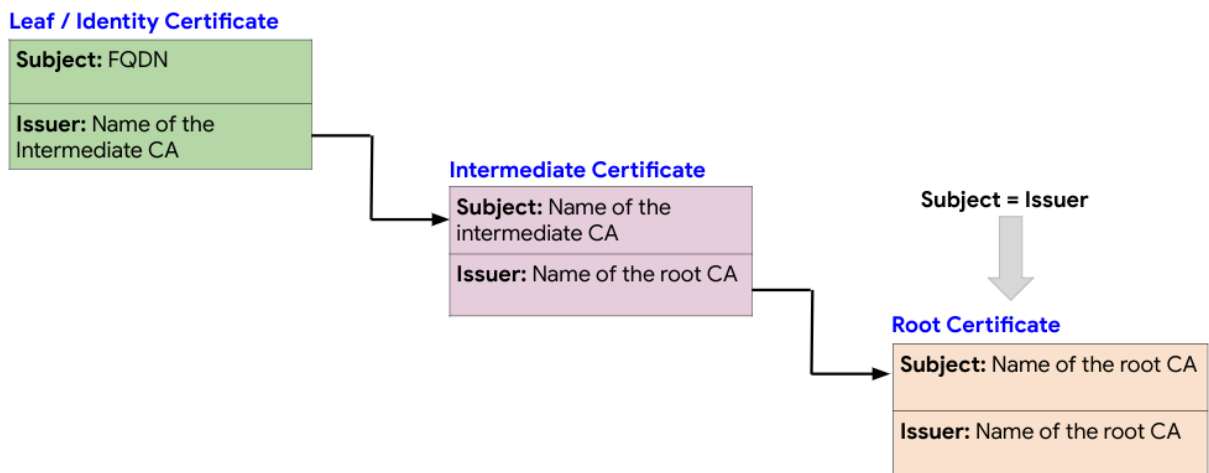 Leaf / Identity Certificate
Subject: FQDN
Issuer: Name of the
Intermediate CA
Intermediate Certificate
Subject: Name of the
intermediate CA
Issuer: Name of the root CA
Subject = Issuer
Root Certificate
Subject: Name of the root CA
Issuer: Name of the root CA